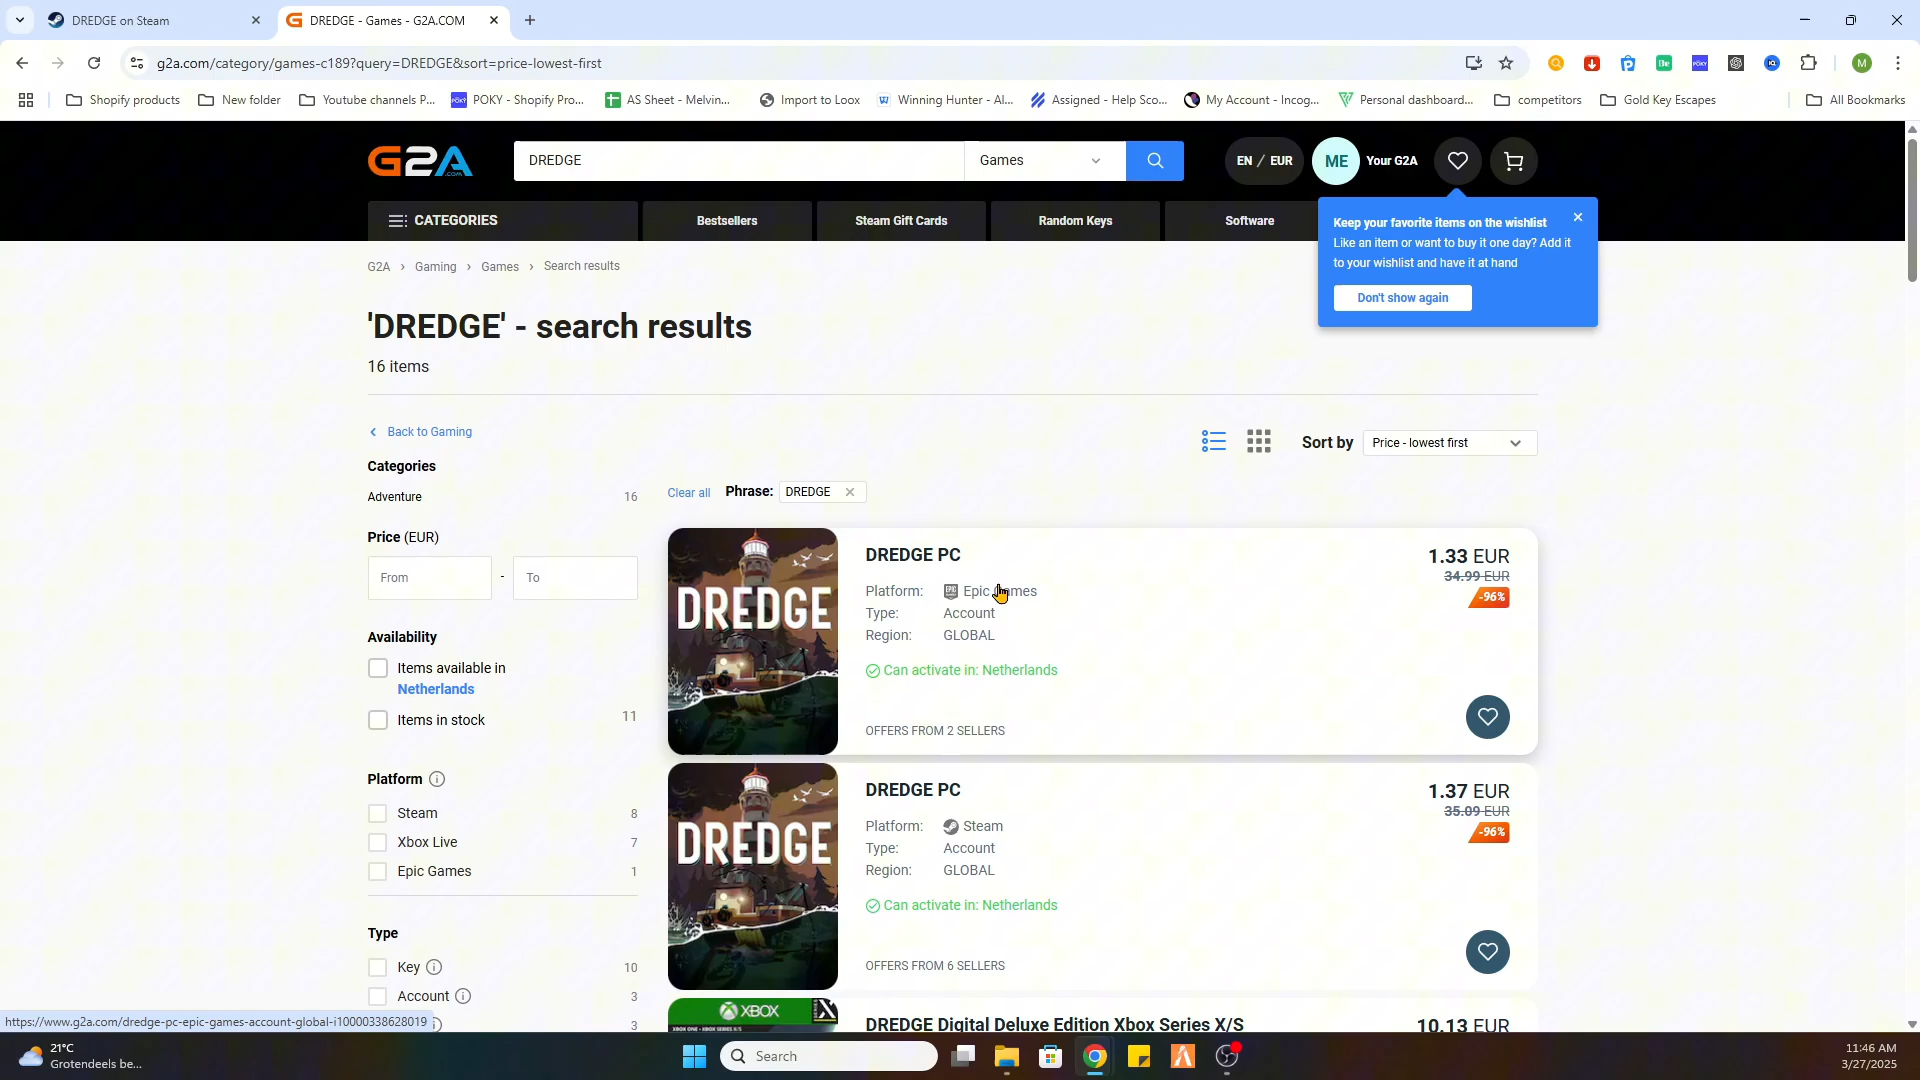 DREDGE on Steam
DREDGE - Games - G2A.COM
g2a.com/category/games-c189?query=DREDGE&sort=price-lowest-first
M
Shopify products
New folder
Youtube channels P...
POKY - Shopify Pro...
AS Sheet - Melvin...
Import to Loox
Winning Hunter - Al...
Assigned - Help Sco...
My Account - Incog...
Personal dashboard...
competitors
Gold Key Escapes
All Bookmarks
G2A.COM
DREDGE
Games
EN / EUR
ME
Your G2A
CATEGORIES
Bestsellers
Steam Gift Cards
Random Keys
Software
Keep your favorite items on the wishlist
Like an item or want to buy it one day? Add it
to your wishlist and have it at hand
Don't show again
G2A > Gaming > Games > Search results
'DREDGE' - search results
16 items
Back to Gaming
Sort by
Price - lowest first
Categories
Adventure 16
Price (EUR)
From - To
Availability
Items available in
Netherlands
Items in stock 11
Platform
Steam 8
Xbox Live 7
Epic Games 1
Type
Key 10
Account 3
3
Clear all
Phrase: DREDGE
DREDGE
DREDGE PC
Platform: Epic Games
Type: Account
Region: GLOBAL
Can activate in: Netherlands
OFFERS FROM 2 SELLERS
1.33 EUR
34.99 EUR
-96%
DREDGE
DREDGE PC
Platform: Steam
Type: Account
Region: GLOBAL
Can activate in: Netherlands
OFFERS FROM 6 SELLERS
1.37 EUR
35.09 EUR
-96%
XBOX
DREDGE Digital Deluxe Edition Xbox Series X/S
10.13 EUR
https://www.g2a.com/dredge-pc-epic-games-account-global-i10000338628019
21°C
Grotendeels be...
Search
11:46 AM
3/27/2025